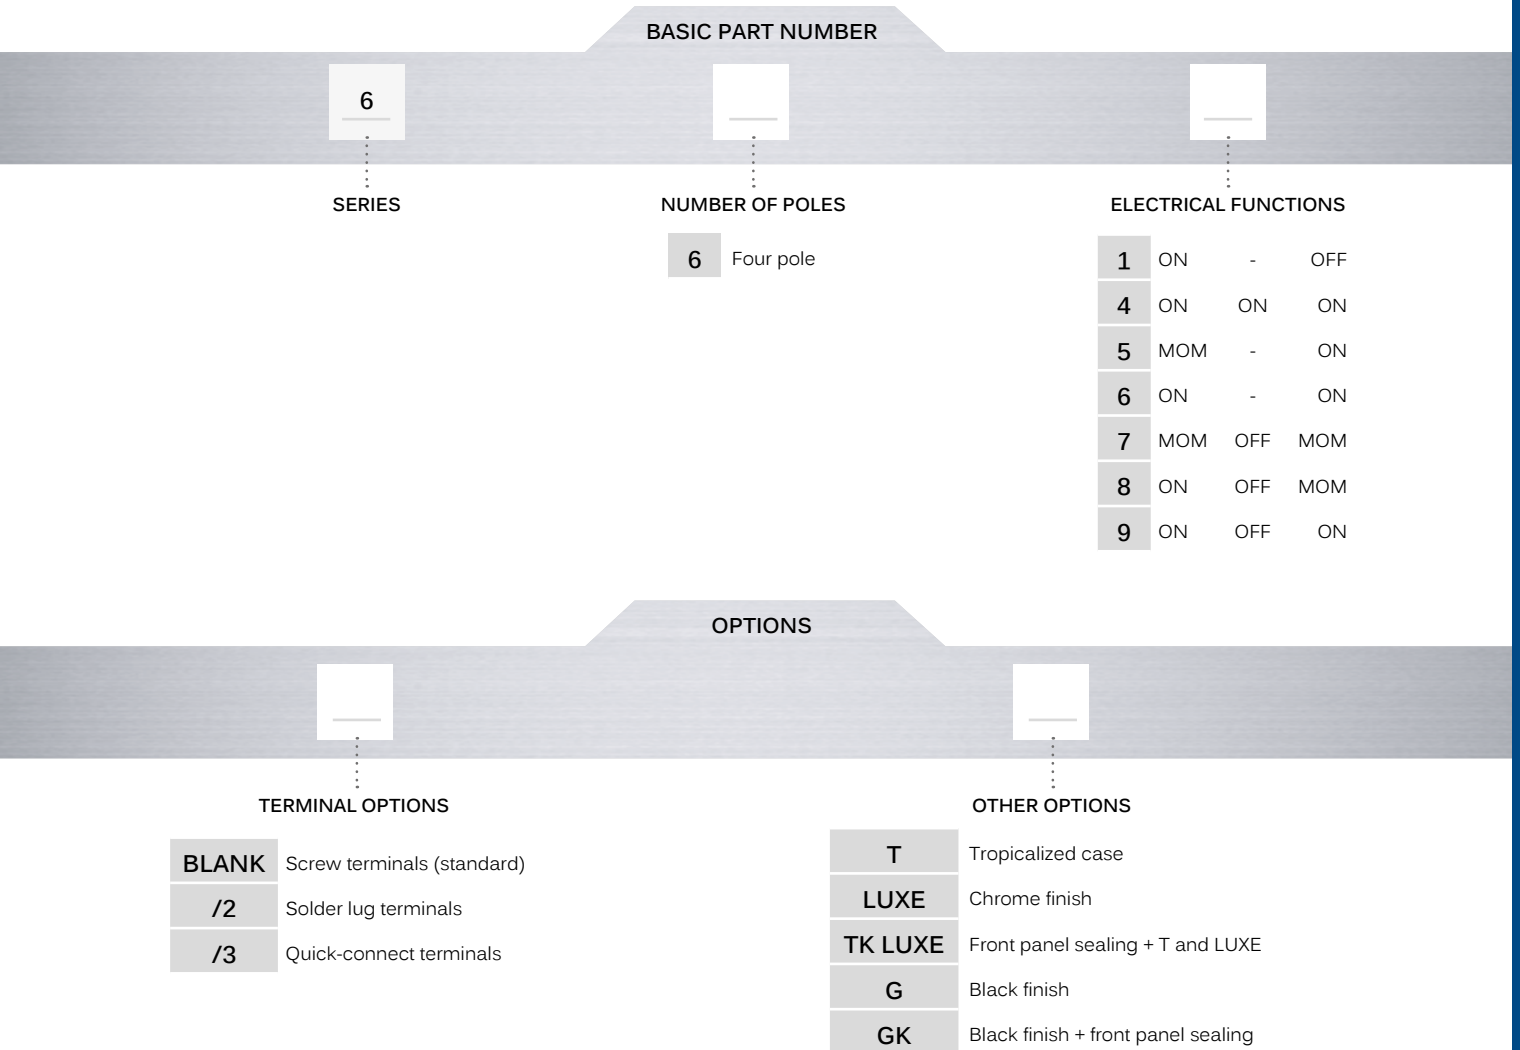 BASIC PART NUMBER
6
SERIES
NUMBER OF POLES
6 Four pole
ELECTRICAL FUNCTIONS
1 ON - OFF
4 ON ON ON
5 MOM - ON
6 ON - ON
7 MOM OFF MOM
8 ON OFF MOM
9 ON OFF ON
OPTIONS
TERMINAL OPTIONS
BLANK Screw terminals (standard)
/2 Solder lug terminals
/3 Quick-connect terminals
OTHER OPTIONS
T Tropicalized case
LUXE Chrome finish
TK LUXE Front panel sealing + T and LUXE
G Black finish
GK Black finish + front panel sealing